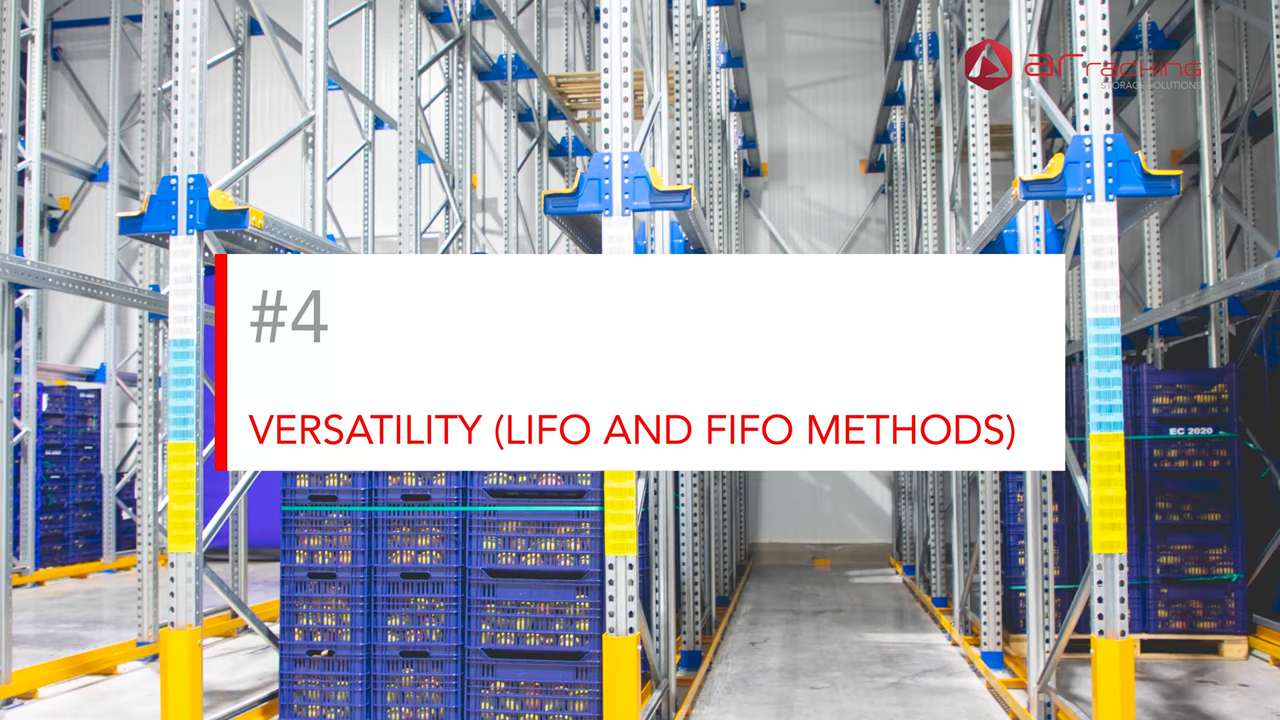 ar racking
STORAGE SOLUTIONS
#4
VERSATILITY (LIFO AND FIFO METHODS)
EC 2020